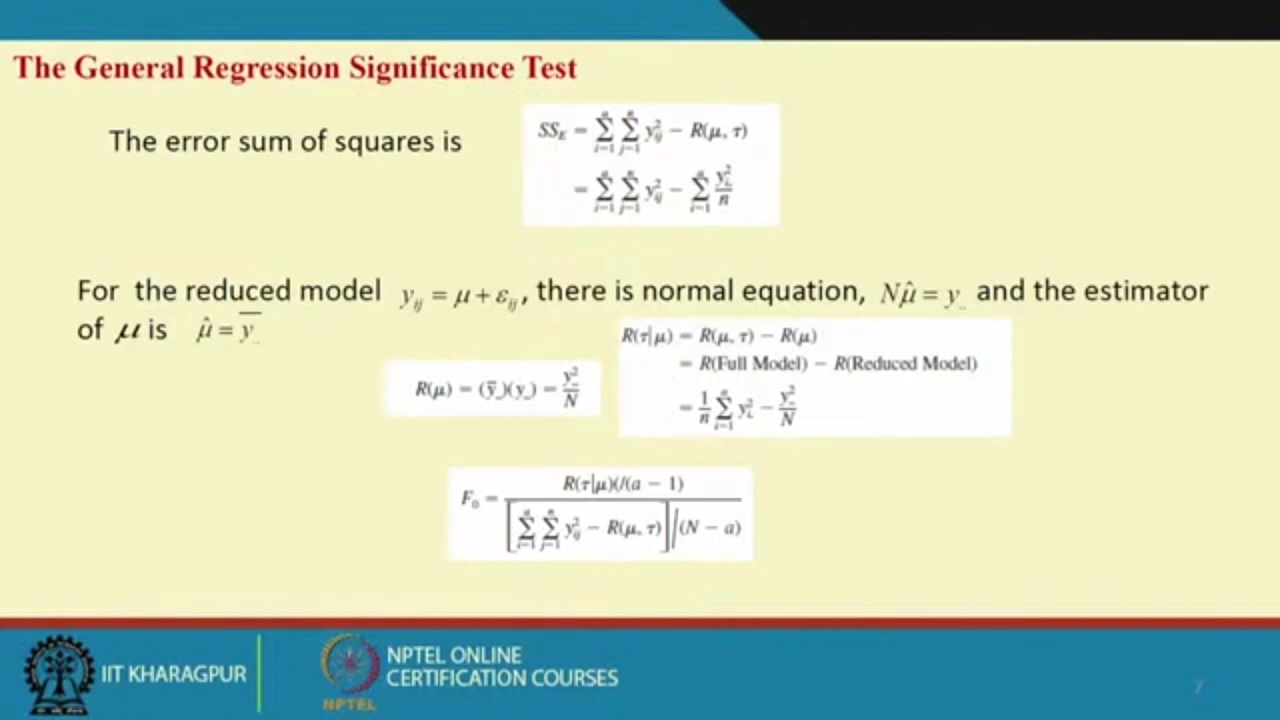 The General Regression Significance Test
The error sum of squares is
SS_E = Σ_{i=1}^{a} Σ_{j=1}^{n} y_{ij}^2 − R(μ, τ)
= Σ_{i=1}^{a} Σ_{j=1}^{n} y_{ij}^2 − Σ_{i=1}^{a} y_{i.}^2 / n
For the reduced model y_{ij} = μ + ε_{ij}, there is normal equation, Nμ̂ = y_{..} and the estimator
of μ is μ̂ = y̅_{..}
R(τ|μ) = R(μ, τ) − R(μ)
= R(Full Model) − R(Reduced Model)
= 1/n Σ_{i=1}^{a} y_{i.}^2 − y_{..}^2 / N
R(μ) = (ȳ_{..})(y_{..}) = y_{..}^2 / N
F_0 = R(τ|μ)(/(a − 1) / [Σ_{i=1}^{a} Σ_{j=1}^{n} y_{ij}^2 − R(μ, τ)]/(N − a)
IIT KHARAGPUR
NPTEL
NPTEL ONLINE
CERTIFICATION COURSES
7